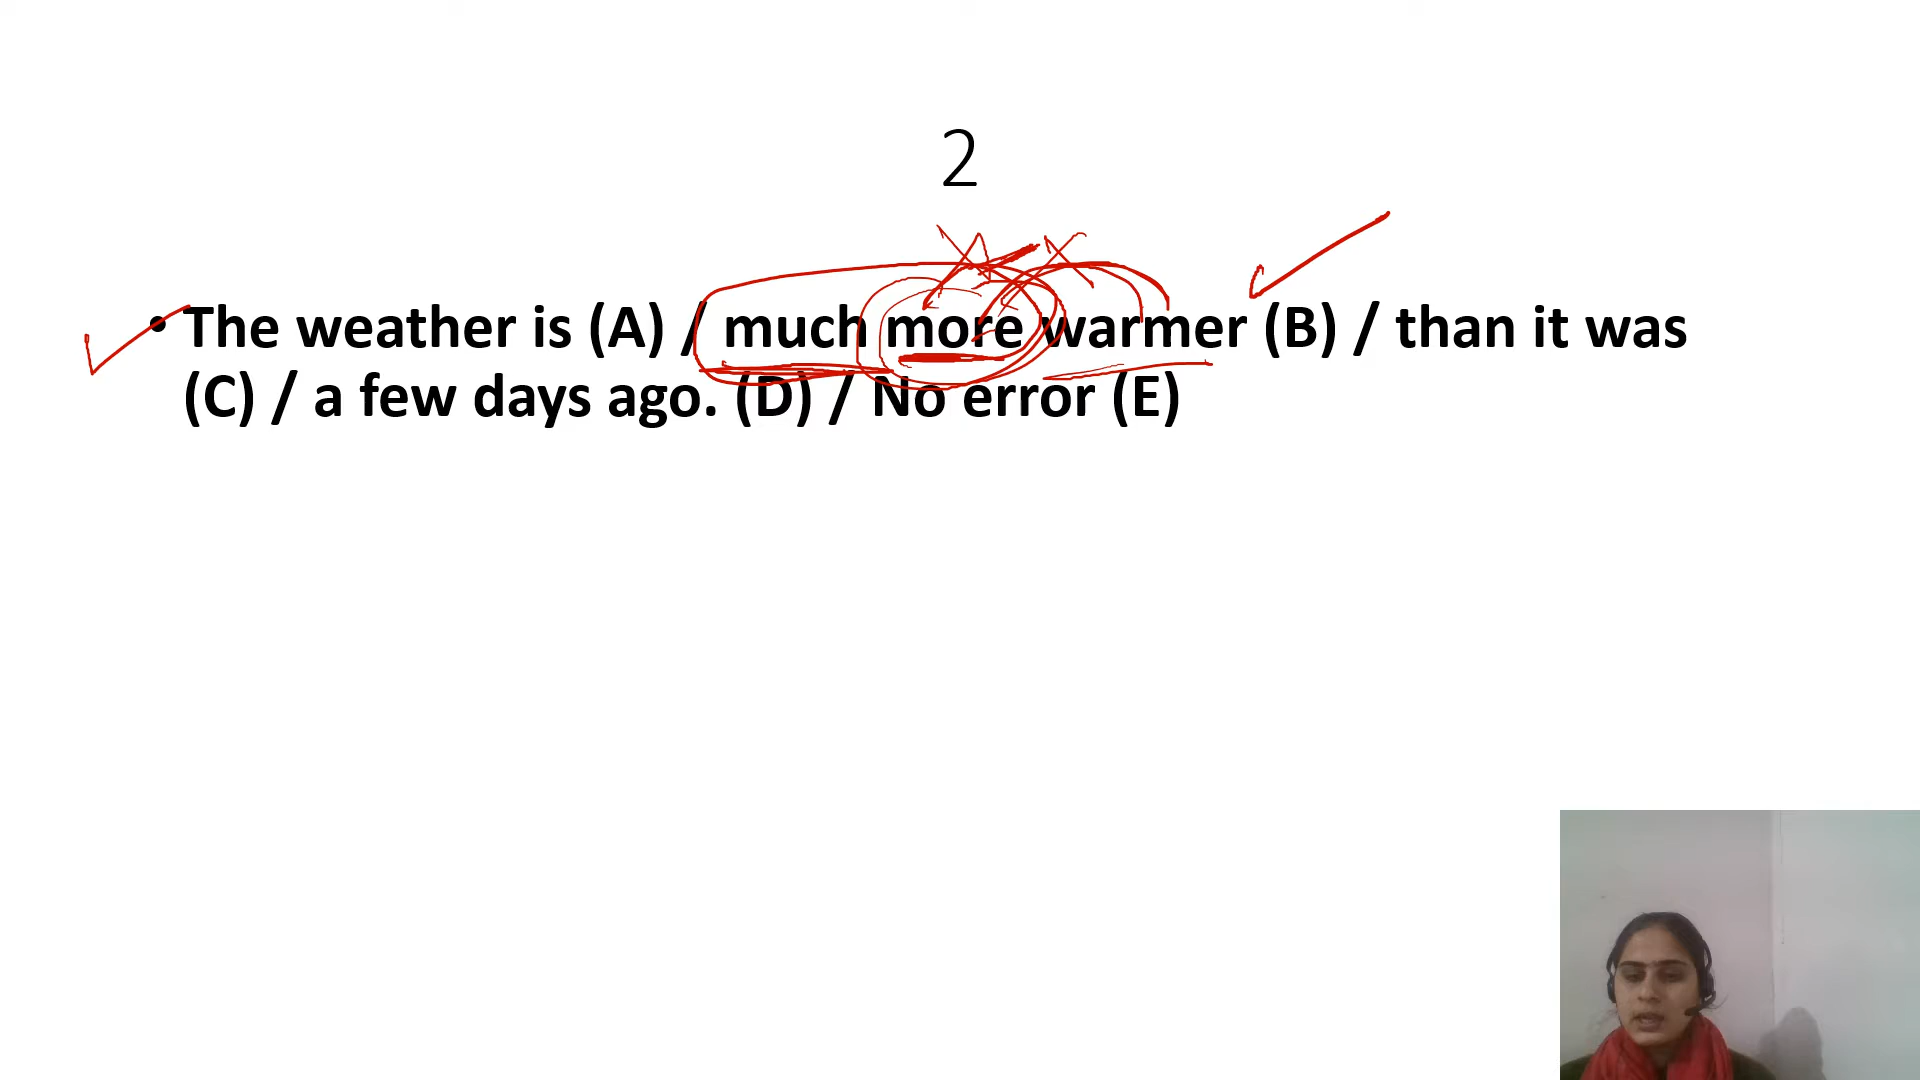 2
• The weather is (A) / much more warmer (B) / than it was
(C) / a few days ago. (D) / No error (E)